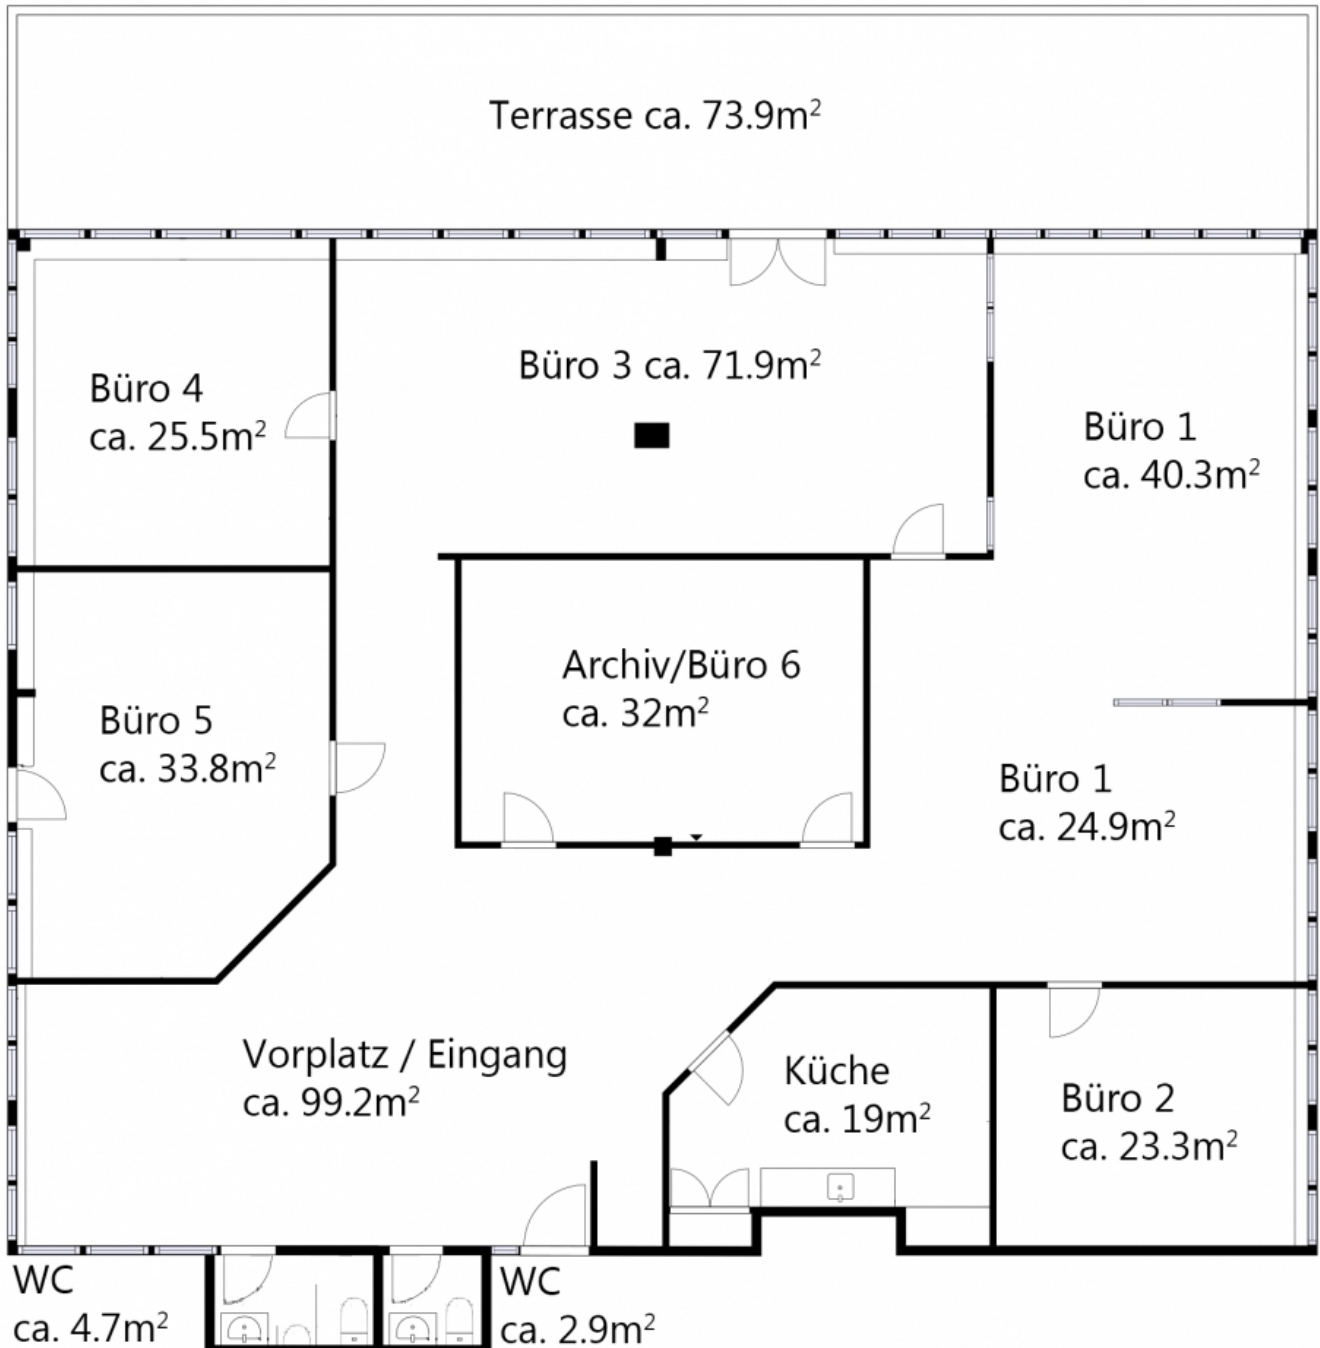 Terrasse ca. 73.9m²
Büro 3 ca. 71.9m²
Büro 4
ca. 25.5m²
Büro 1
ca. 40.3m²
Archiv/Büro 6
ca. 32m²
Büro 5
ca. 33.8m²
Büro 1
ca. 24.9m²
Vorplatz / Eingang
ca. 99.2m²
Küche
ca. 19m²
Büro 2
ca. 23.3m²
WC
ca. 4.7m²
WC
ca. 2.9m²